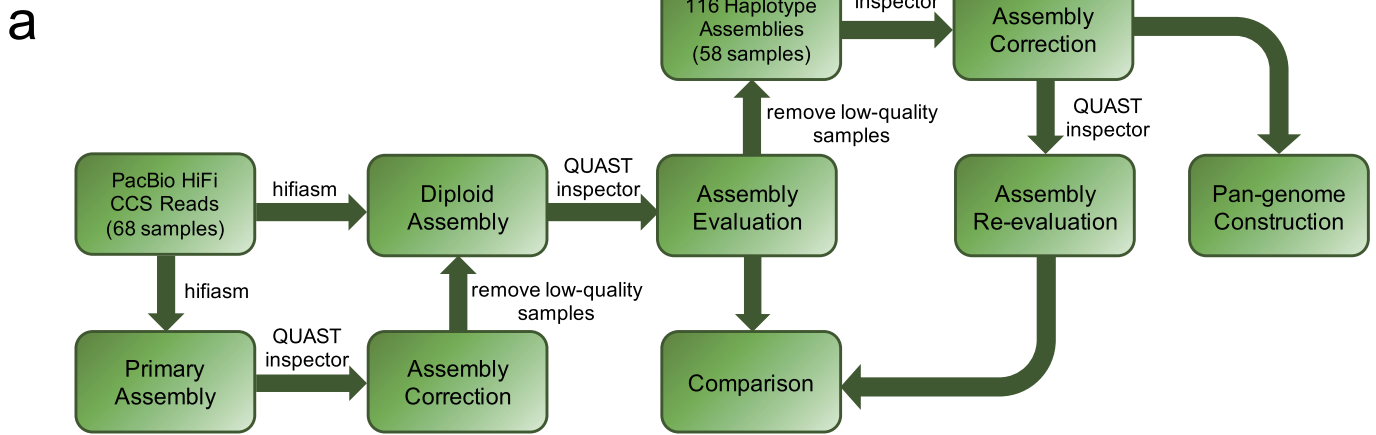 a
116 Haplotype
Assemblies
(58 samples)
inspector
Assembly
Correction
remove low-quality
samples
QUAST
inspector
PacBio HiFi
CCS Reads
(68 samples)
hifiasm
Diploid
Assembly
QUAST
inspector
Assembly
Evaluation
Assembly
Re-evaluation
Pan-genome
Construction
hifiasm
remove low-quality
samples
Primary
Assembly
QUAST
inspector
Assembly
Correction
Comparison